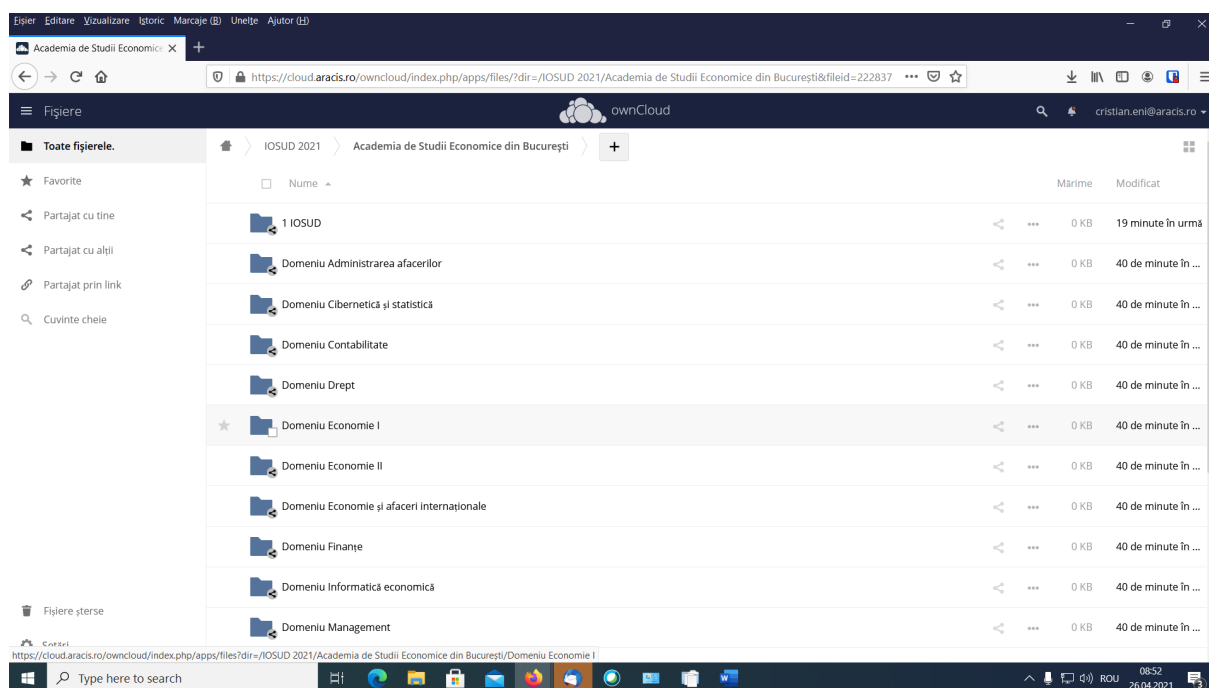 Fișier Editare Vizualizare Istoric Marcaje (B) Unelte Ajutor (H)
Academia de Studii Economice
https://cloud.aracis.ro/owncloud/index.php/apps/files/?dir=/IOSUD 2021/Academia de Studii Economice din București&fileid=222837
Fișiere ownCloud cristian.eni@aracis.ro
Toate fișierele. IOSUD 2021 Academia de Studii Economice din București +
Favorite Nume Mărime Modificat
Partajat cu tine 1 IOSUD 0 KB 19 minute în urmă
Partajat cu alții Domeniu Administrarea afacerilor 0 KB 40 de minute în ...
Partajat prin link Domeniu Cibernetică și statistică 0 KB 40 de minute în ...
Cuvinte cheie Domeniu Contabilitate 0 KB 40 de minute în ...
Domeniu Drept 0 KB 40 de minute în ...
Domeniu Economie I 0 KB 40 de minute în ...
Domeniu Economie II 0 KB 40 de minute în ...
Domeniu Economie și afaceri internaționale 0 KB 40 de minute în ...
Domeniu Finanțe 0 KB 40 de minute în ...
Domeniu Informatică economică 0 KB 40 de minute în ...
Fișiere șterse Domeniu Management 0 KB 40 de minute în ...
Setări
https://cloud.aracis.ro/owncloud/index.php/apps/files?dir=/IOSUD 2021/Academia de Studii Economice din București/Domeniu Economie I
Type here to search ROU 08:52
26.04.2021 3